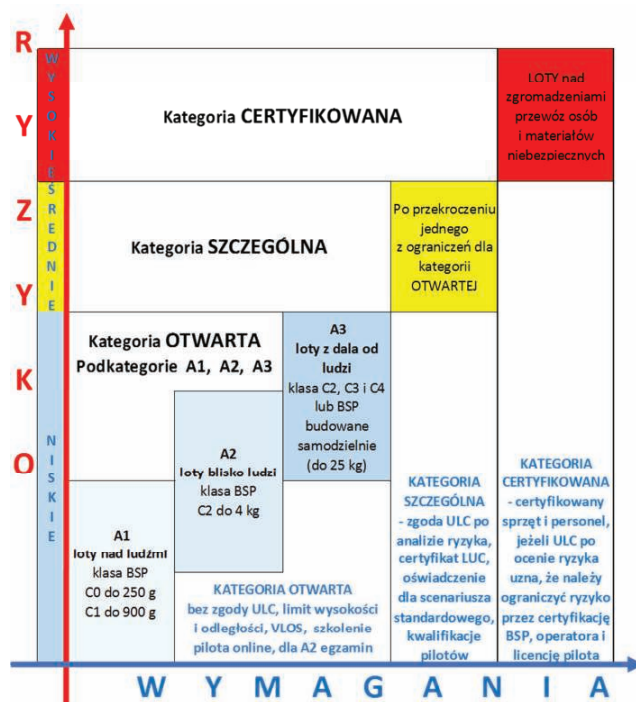 RYZYKO
WYSOKIE
ŚREDNIE
NISKIE
Kategoria CERTYFIKOWANA
LOTY nad
zgromadzeniami
przewóz osób
i materiałów
niebezpiecznych
Kategoria SZCZEGÓLNA
Po przekroczeniu
jednego
z ograniczeń dla
kategorii
OTWARTEJ
Kategoria OTWARTA
Podkategorie A1, A2, A3
A3
loty z dala od
ludzi
klasa C2, C3 i C4
lub BSP
budowane
samodzielnie
(do 25 kg)
A2
loty blisko ludzi
klasa BSP
C2 do 4 kg
A1
loty nad ludźmi
klasa BSP
C0 do 250 g
C1 do 900 g
KATEGORIA OTWARTA
bez zgody ULC, limit wysokości
i odległości, VLOS, szkolenie
pilota online, dla A2 egzamin
KATEGORIA
SZCZEGÓLNA
- zgoda ULC po
analizie ryzyka,
certyfikat LUC,
oświadczenie
dla scenariusza
standardowego,
kwalifikacje
pilotów
KATEGORIA
CERTYFIKOWANA
- certyfikowany
sprzęt i personel,
jeżeli ULC po
ocenie ryzyka
uzna, że należy
ograniczyć ryzyko
przez certyfikację
BSP, operatora i
licencję pilota
WYMAGANIA